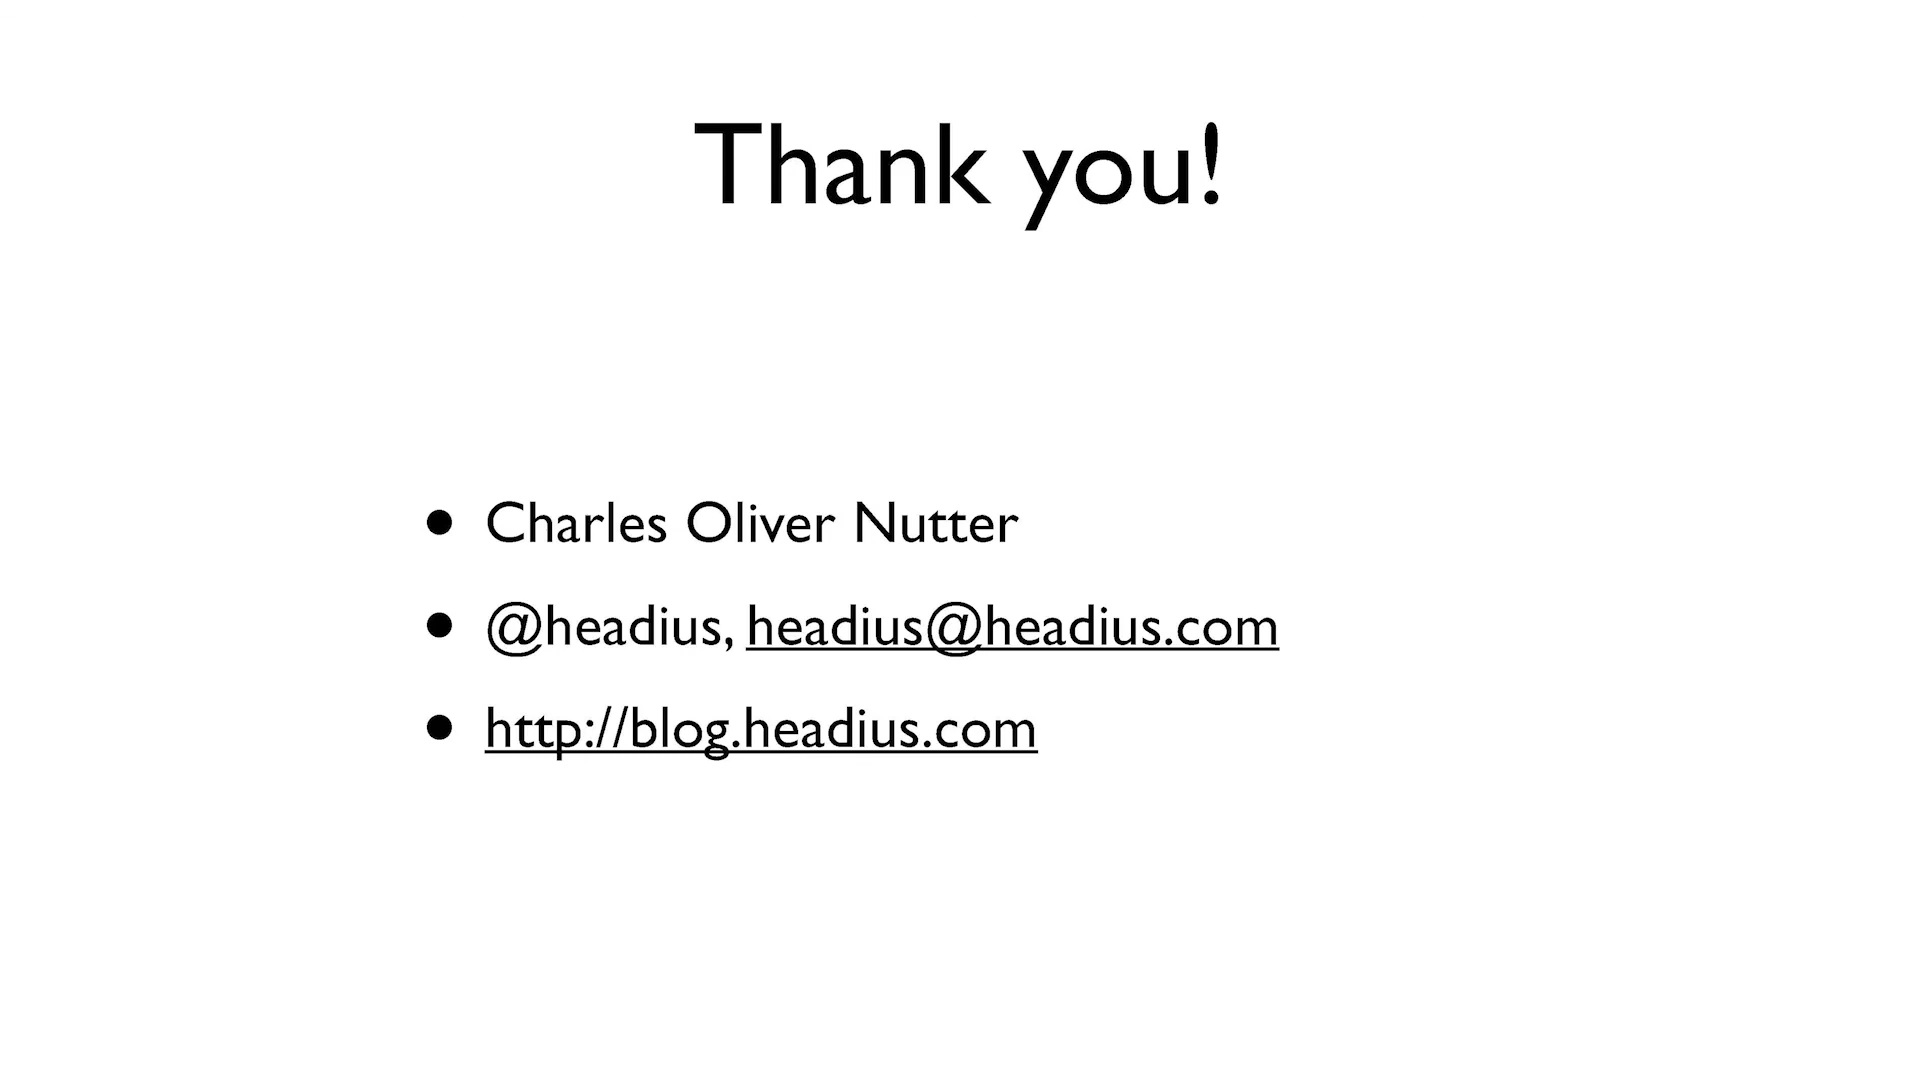 Thank you!
• Charles Oliver Nutter
• @headius, headius@headius.com
• http://blog.headius.com